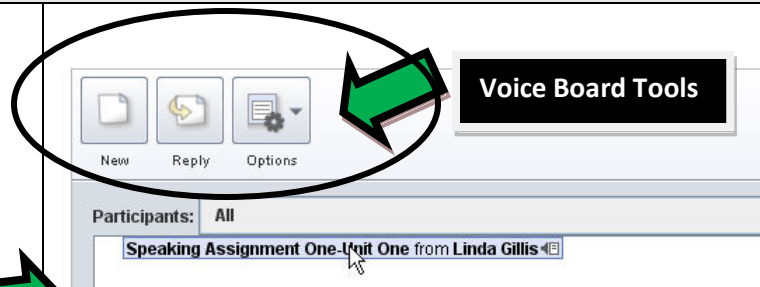 Voice Board Tools
New Reply Options
Participants: All
Speaking Assignment One-Unit One from Linda Gillis